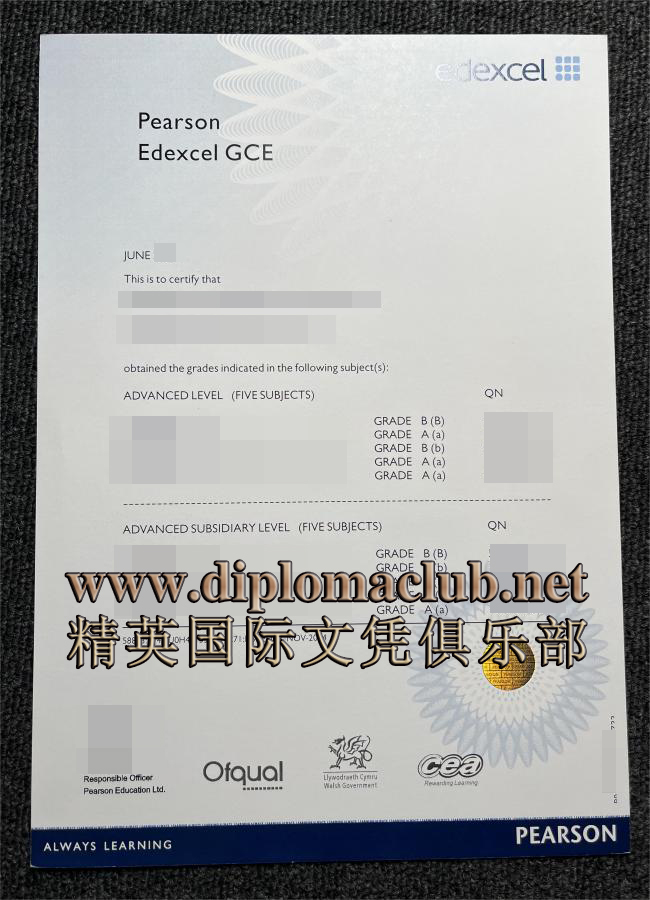 edexcel
Pearson
Edexcel GCE
JUNE
This is to certify that
obtained the grades indicated in the following subject(s):
ADVANCED LEVEL (FIVE SUBJECTS) QN
GRADE B (B)
GRADE A (a)
GRADE B (b)
GRADE A (a)
GRADE A (a)
ADVANCED SUBSIDIARY LEVEL (FIVE SUBJECTS) QN
GRADE B (B)
GRADE (b)
GRADE A (a)
www.diplomaclub.net
精英国际文凭俱乐部
Responsible Officer
Pearson Education Ltd.
Ofqual
Llywodraeth Cymru
Welsh Government
cea
Rewarding Learning
ALWAYS LEARNING
PEARSON